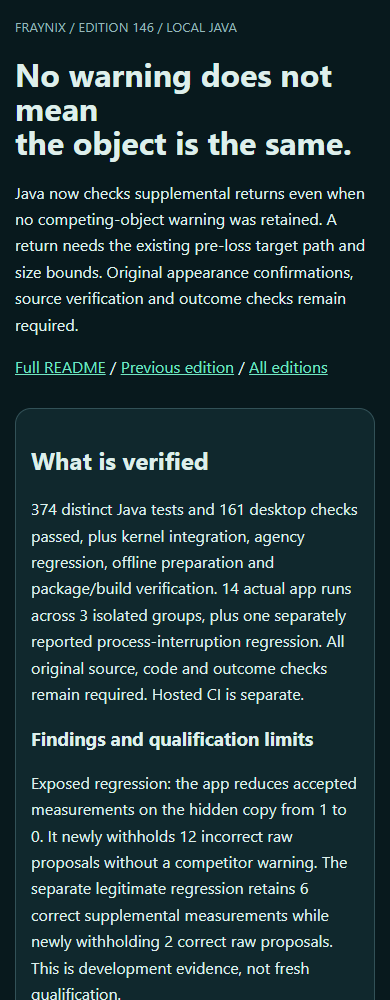 FRAYNIX / EDITION 146 / LOCAL JAVA
No warning does not
mean
the object is the same.
Java now checks supplemental returns even when
no competing-object warning was retained. A
return needs the existing pre-loss target path and
size bounds. Original appearance confirmations,
source verification and outcome checks remain
required.
Full README / Previous edition / All editions
What is verified
374 distinct Java tests and 161 desktop checks
passed, plus kernel integration, agency
regression, offline preparation and
package/build verification. 14 actual app runs
across 3 isolated groups, plus one separately
reported process-interruption regression. All
original source, code and outcome checks
remain required. Hosted CI is separate.
Findings and qualification limits
Exposed regression: the app reduces accepted
measurements on the hidden copy from 1 to
0. It newly withholds 12 incorrect raw
proposals without a competitor warning. The
separate legitimate regression retains 6
correct supplemental measurements while
newly withholding 2 correct raw proposals.
This is development evidence, not fresh
qualification.